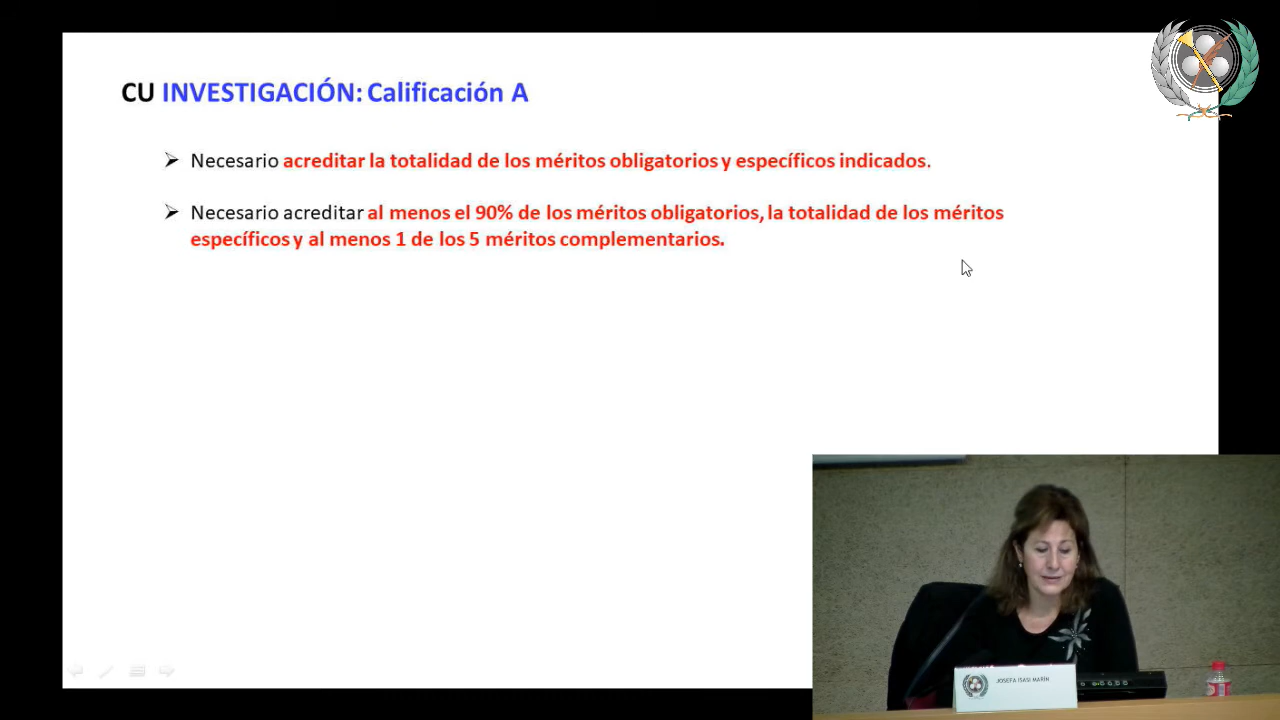 CU INVESTIGACIÓN: Calificación A
Necesario acreditar la totalidad de los méritos obligatorios y específicos indicados.
Necesario acreditar al menos el 90% de los méritos obligatorios, la totalidad de los méritos
específicos y al menos 1 de los 5 méritos complementarios.
JOSEFA ISASI MARÍN